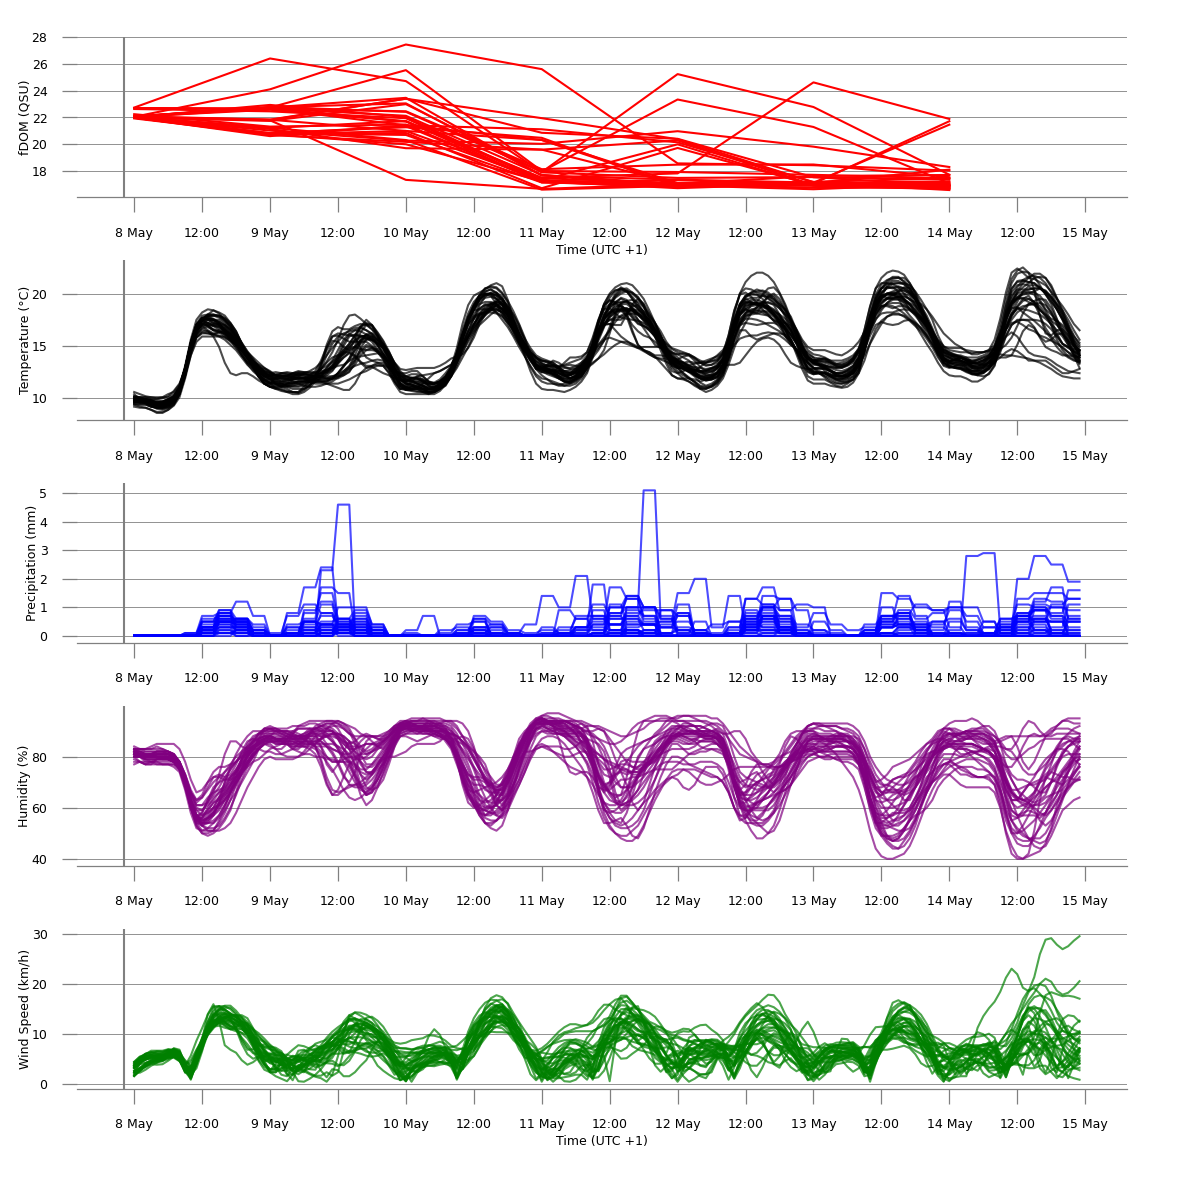 fDOM (QSU)
28
26
24
22
20
18
8 May 12:00 9 May 12:00 10 May 12:00 11 May 12:00 12 May 12:00 13 May 12:00 14 May 12:00 15 May
Time (UTC +1)
Temperature (°C)
20
15
10
8 May 12:00 9 May 12:00 10 May 12:00 11 May 12:00 12 May 12:00 13 May 12:00 14 May 12:00 15 May
Precipitation (mm)
5
4
3
2
1
0
8 May 12:00 9 May 12:00 10 May 12:00 11 May 12:00 12 May 12:00 13 May 12:00 14 May 12:00 15 May
Humidity (%)
80
60
40
8 May 12:00 9 May 12:00 10 May 12:00 11 May 12:00 12 May 12:00 13 May 12:00 14 May 12:00 15 May
Wind Speed (km/h)
30
20
10
0
8 May 12:00 9 May 12:00 10 May 12:00 11 May 12:00 12 May 12:00 13 May 12:00 14 May 12:00 15 May
Time (UTC +1)